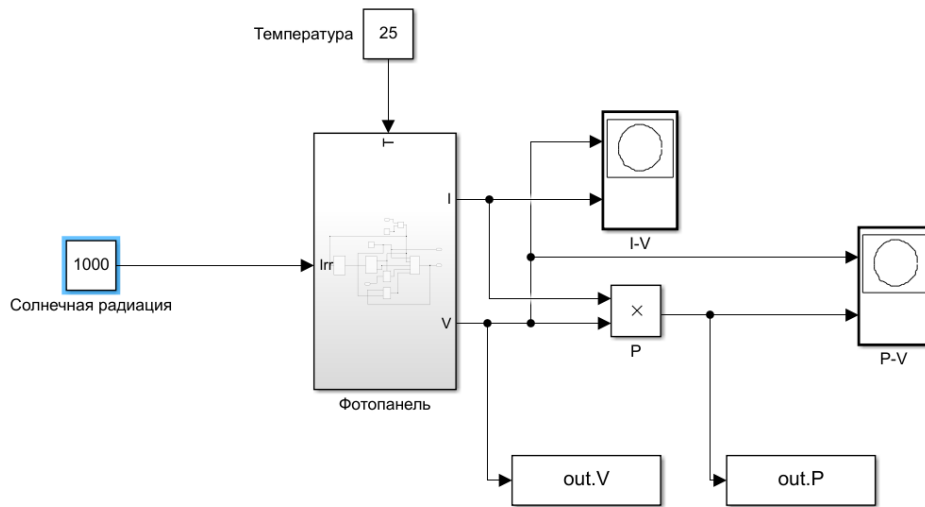 Температура
25
T
I
I-V
1000
Irr
Солнечная радиация
V
×
P
P-V
Фотопанель
out.V
out.P